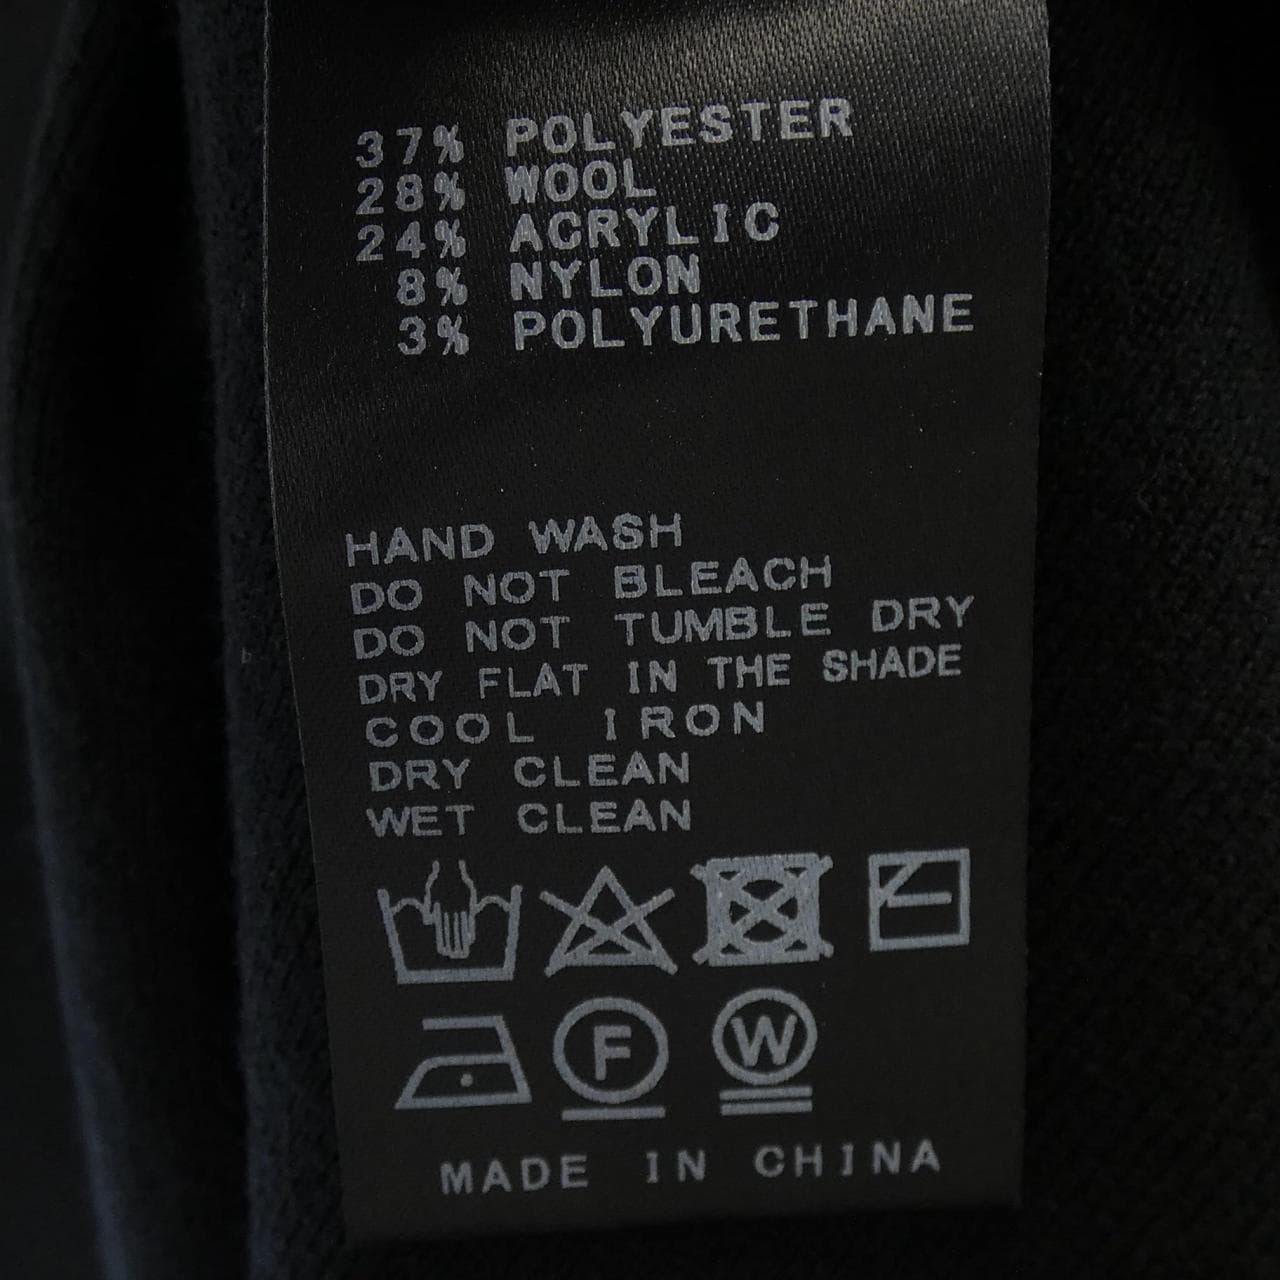 37% POLYESTER
28% WOOL
24% ACRYLIC
8% NYLON
3% POLYURETHANE
HAND WASH
DO NOT BLEACH
DO NOT TUMBLE DRY
DRY FLAT IN THE SHADE
COOL IRON
DRY CLEAN
WET CLEAN
F W
MADE IN CHINA